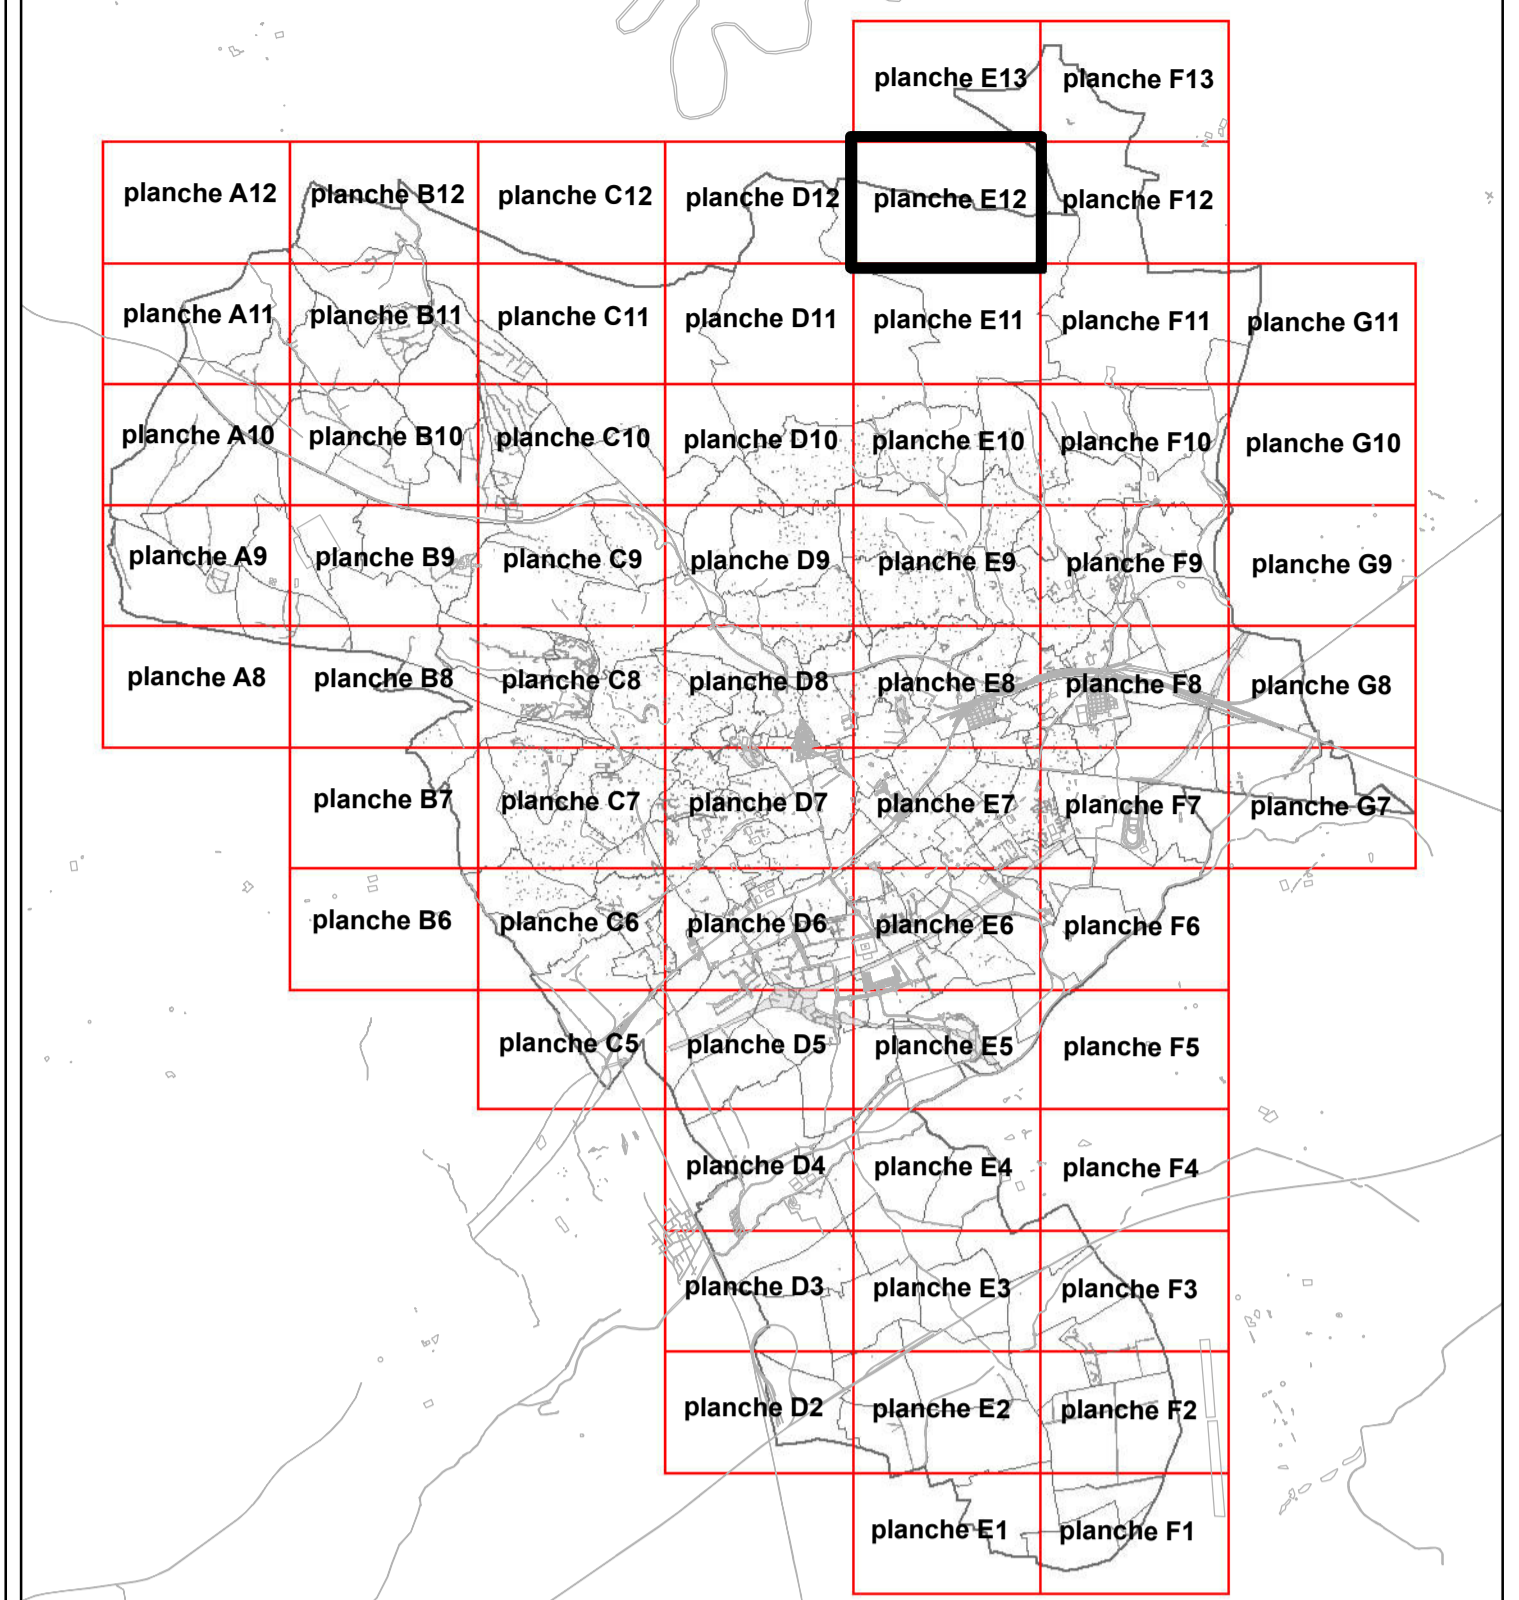 planche E13 planche F13
planche A12 planche B12 planche C12 planche D12 planche E12 planche F12
planche A11 planche B11 planche C11 planche D11 planche E11 planche F11 planche G11
planche A10 planche B10 planche C10 planche D10 planche E10 planche F10 planche G10
planche A9 planche B9 planche C9 planche D9 planche E9 planche F9 planche G9
planche A8 planche B8 planche C8 planche D8 planche E8 planche F8 planche G8
planche B7 planche C7 planche D7 planche E7 planche F7 planche G7
planche B6 planche C6 planche D6 planche E6 planche F6
planche C5 planche D5 planche E5 planche F5
planche D4 planche E4 planche F4
planche D3 planche E3 planche F3
planche D2 planche E2 planche F2
planche E1 planche F1